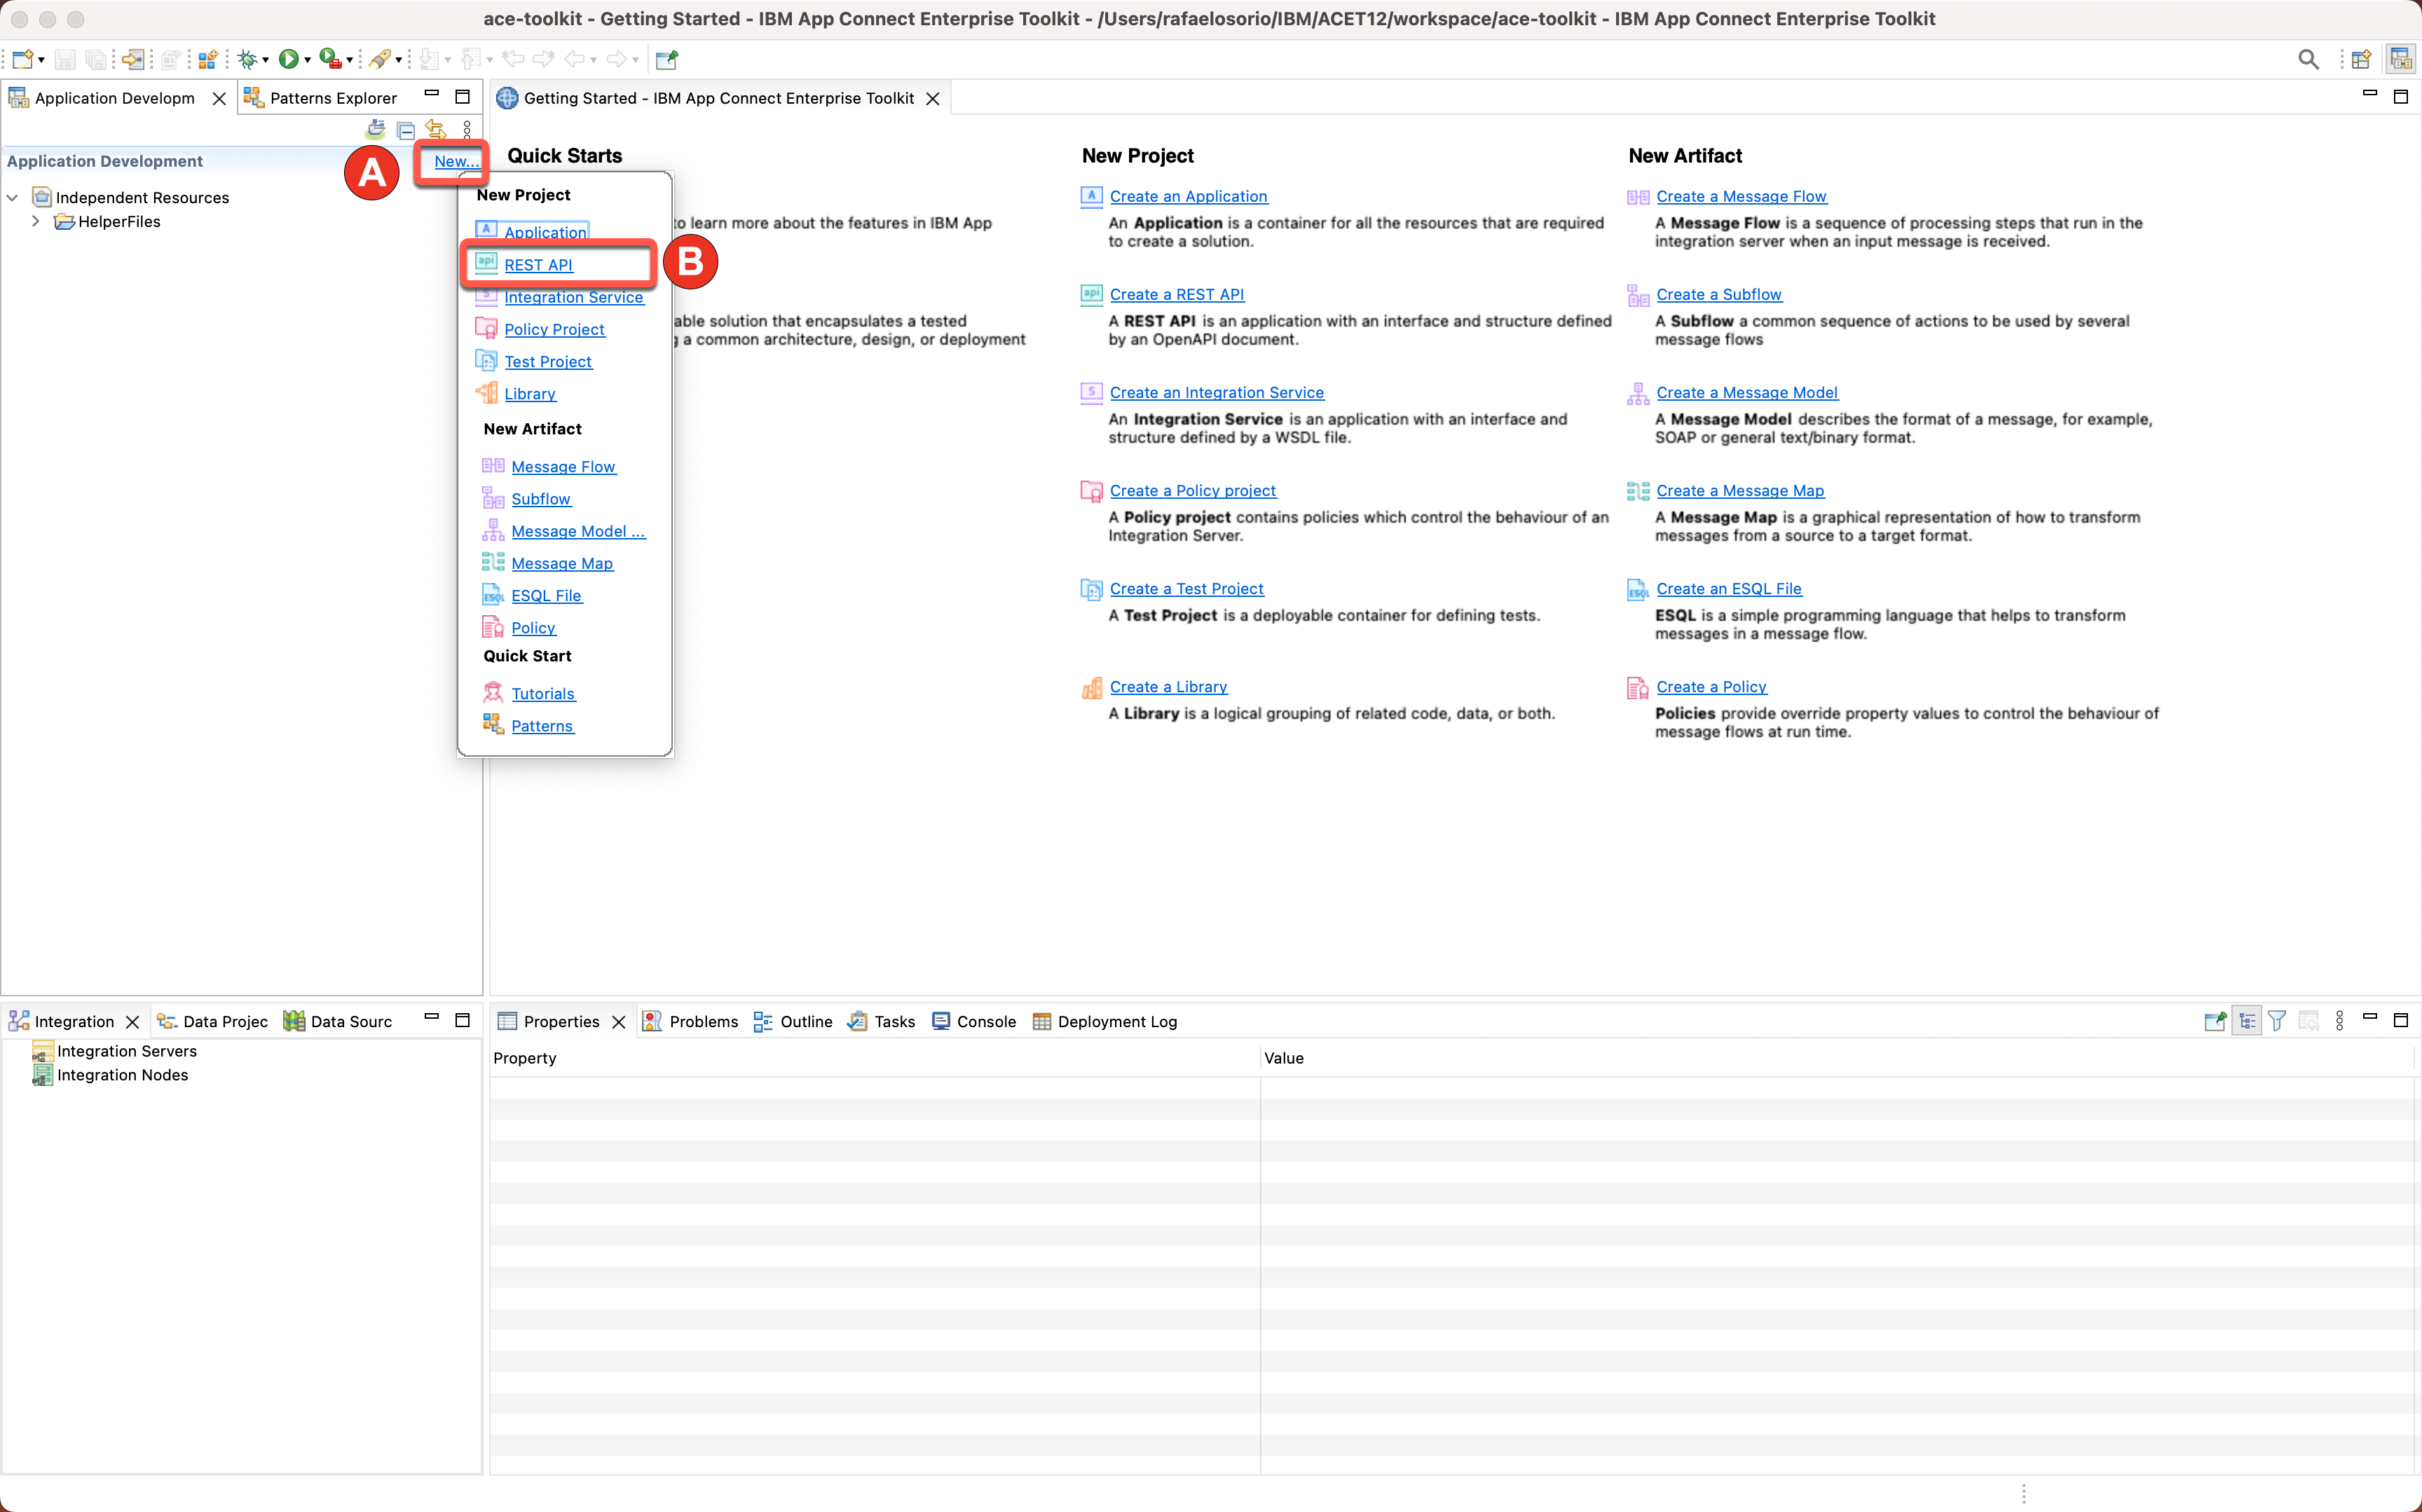 ace-toolkit - Getting Started - IBM App Connect Enterprise Toolkit - /Users/rafaelosorio/IBM/ACET12/workspace/ace-toolkit - IBM App Connect Enterprise Toolkit
Application Developm
Patterns Explorer
Getting Started - IBM App Connect Enterprise Toolkit
Application Development
A
New...
Independent Resources
HelperFiles
New Project
A Application
api REST API
B
S Integration Service
Policy Project
Test Project
Library
New Artifact
Message Flow
Subflow
Message Model ...
Message Map
ESQL ESQL File
Policy
Quick Start
Tutorials
Patterns
Quick Starts
to learn more about the features in IBM App
able solution that encapsulates a tested
a common architecture, design, or deployment
New Project
A Create an Application
An Application is a container for all the resources that are required
to create a solution.
api Create a REST API
A REST API is an application with an interface and structure defined
by an OpenAPI document.
S Create an Integration Service
An Integration Service is an application with an interface and
structure defined by a WSDL file.
Create a Policy project
A Policy project contains policies which control the behaviour of an
Integration Server.
Create a Test Project
A Test Project is a deployable container for defining tests.
Create a Library
A Library is a logical grouping of related code, data, or both.
New Artifact
Create a Message Flow
A Message Flow is a sequence of processing steps that run in the
integration server when an input message is received.
Create a Subflow
A Subflow a common sequence of actions to be used by several
message flows
Create a Message Model
A Message Model describes the format of a message, for example,
SOAP or general text/binary format.
Create a Message Map
A Message Map is a graphical representation of how to transform
messages from a source to a target format.
ESQL Create an ESQL File
ESQL is a simple programming language that helps to transform
messages in a message flow.
Create a Policy
Policies provide override property values to control the behaviour of
message flows at run time.
Integration
Data Projec
Data Sourc
Integration Servers
Integration Nodes
Properties
Problems
Outline
Tasks
Console
Deployment Log
Property
Value